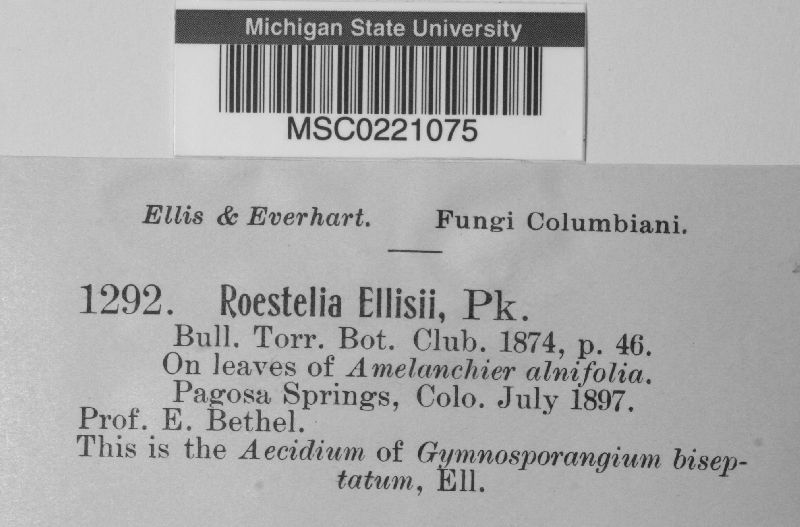 Michigan State University
MSC0221075
Ellis & Everhart. Fungi Columbiani.
1292. Roestelia Ellisii, Pk.
Bull. Torr. Bot. Club. 1874, p. 46.
On leaves of Amelanchier alnifolia.
Pagosa Springs, Colo. July 1897.
Prof. E. Bethel.
This is the Aecidium of Gymnosporangium bisep-
tatum, Ell.